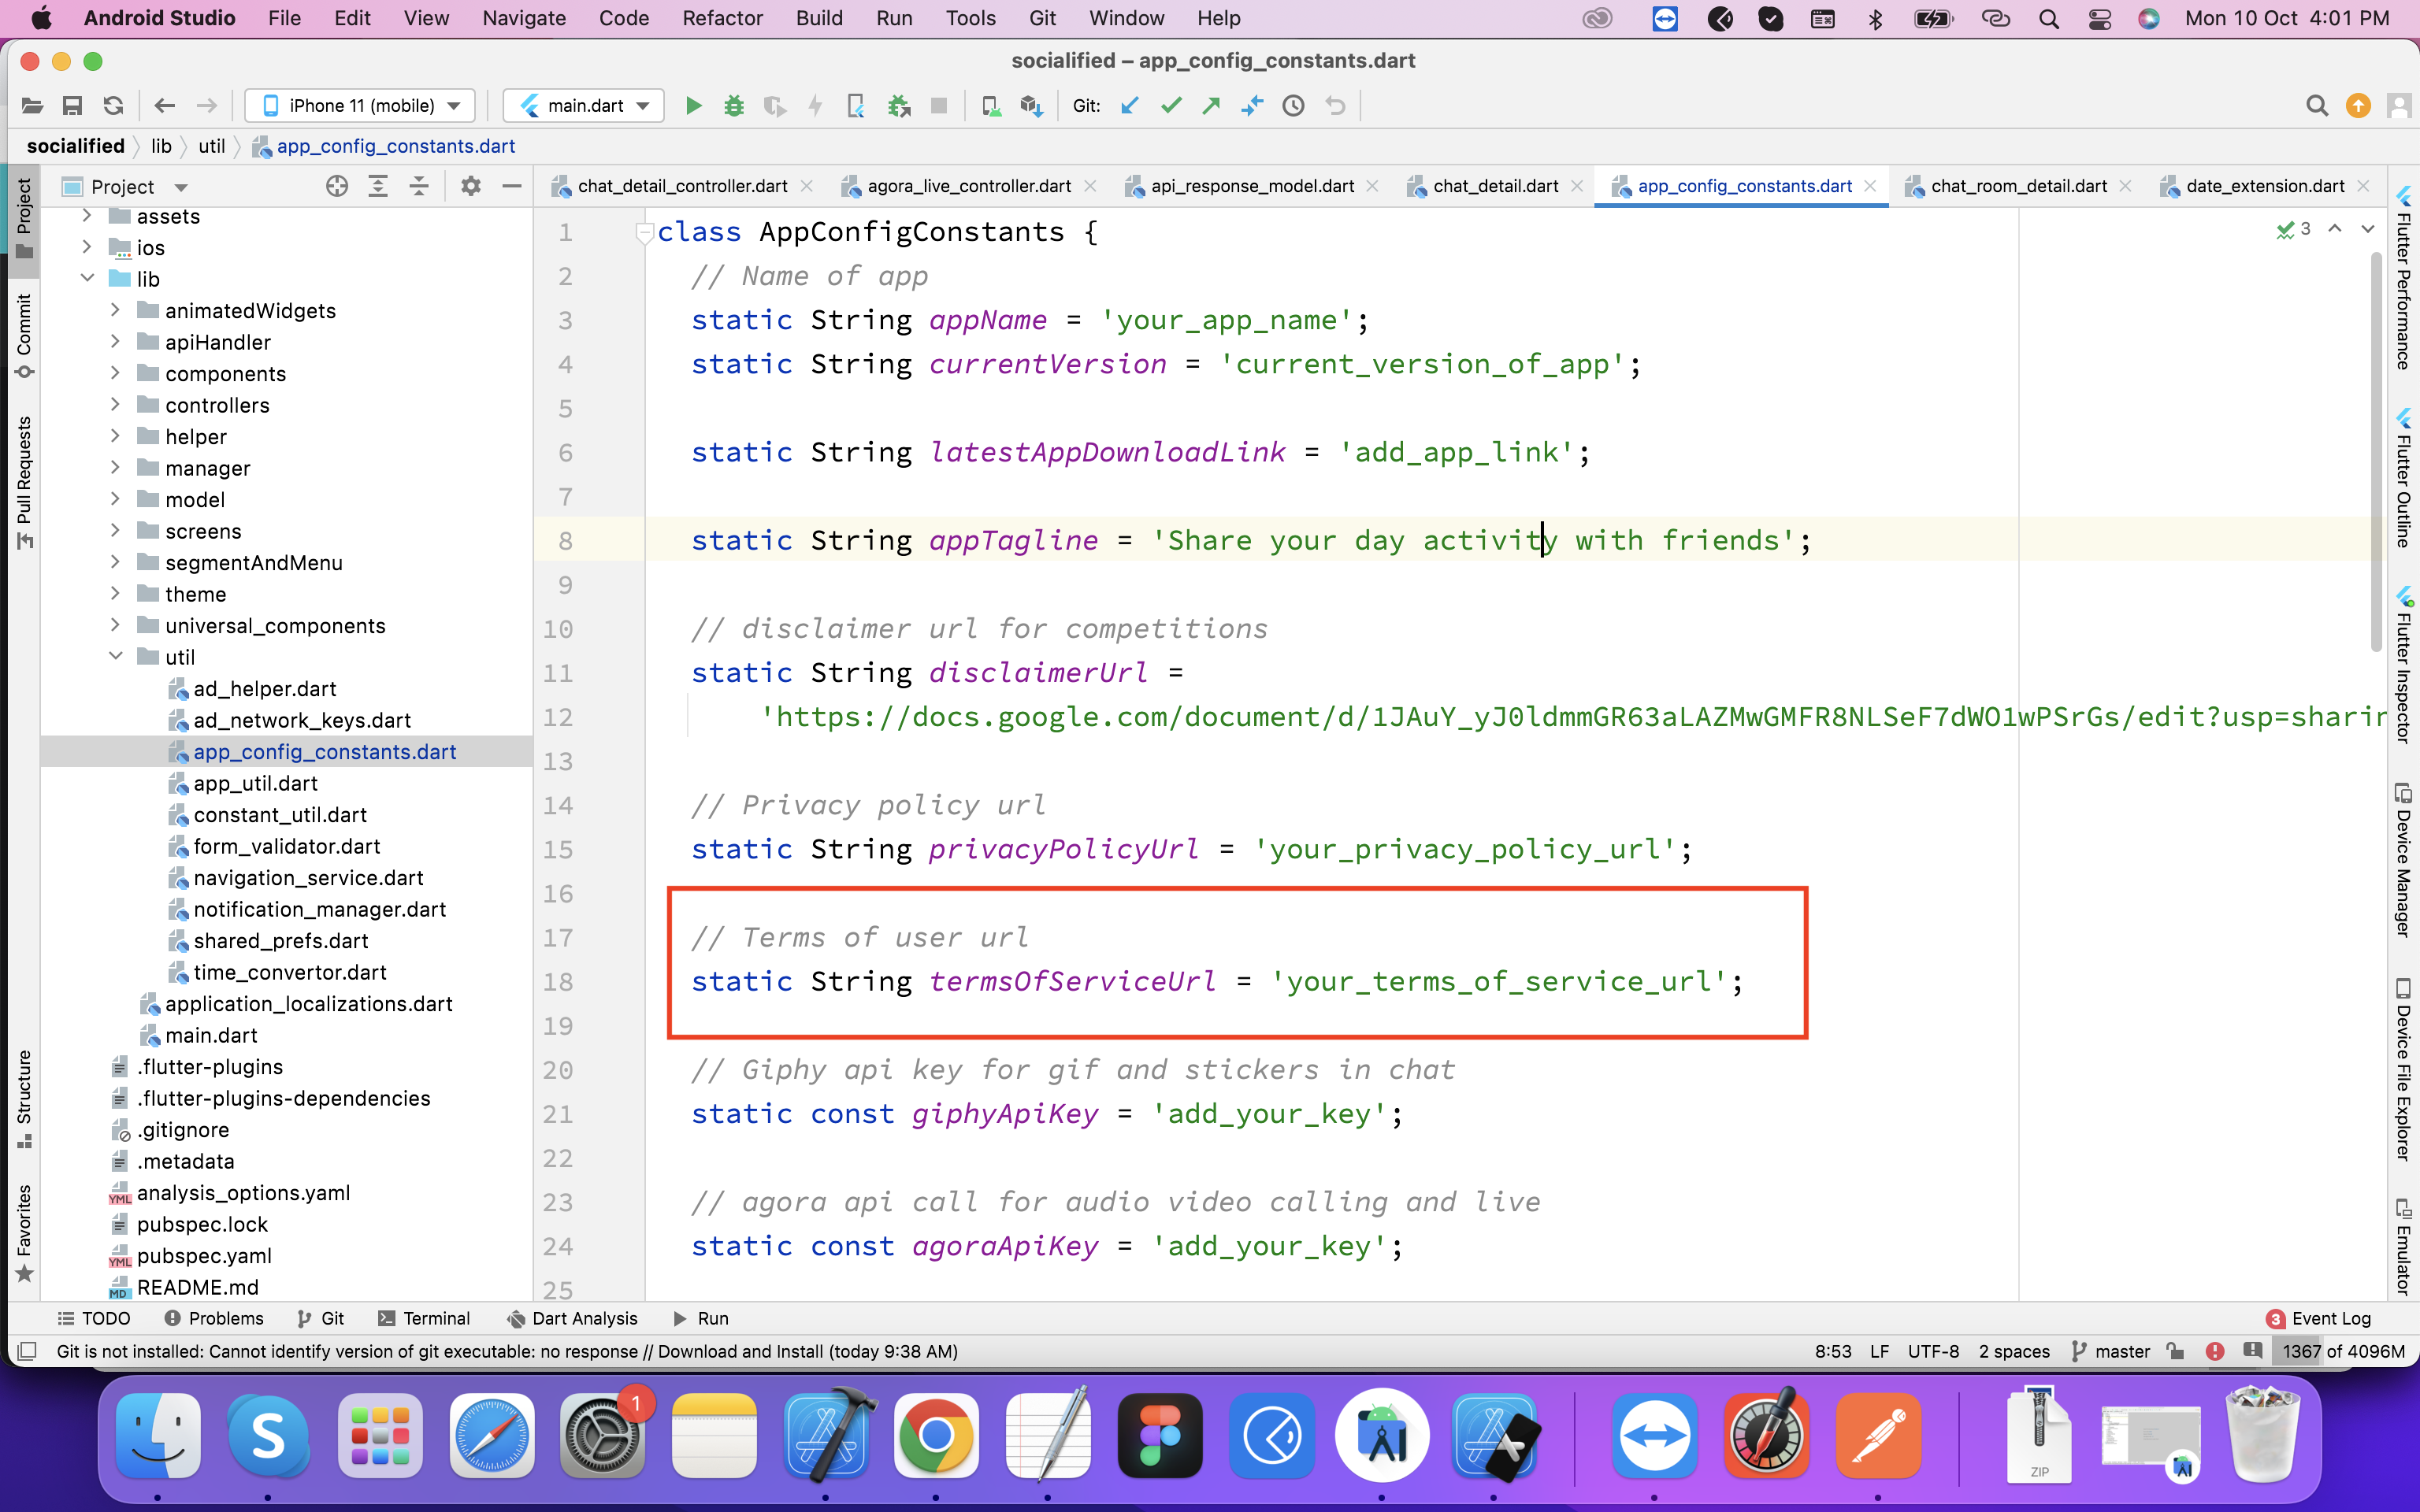 Android Studio File Edit View Navigate Code Refactor Build Run Tools Git Window Help Mon 10 Oct 4:01 PM
socialified – app_config_constants.dart
iPhone 11 (mobile) main.dart Git:
socialified lib util app_config_constants.dart
Project
chat_detail_controller.dart agora_live_controller.dart api_response_model.dart chat_detail.dart app_config_constants.dart chat_room_detail.dart date_extension.dart
Project
Commit
Pull Requests
Structure
Favorites
assets
ios
lib
animatedWidgets
apiHandler
components
controllers
helper
manager
model
screens
segmentAndMenu
theme
universal_components
util
ad_helper.dart
ad_network_keys.dart
app_config_constants.dart
app_util.dart
constant_util.dart
form_validator.dart
navigation_service.dart
notification_manager.dart
shared_prefs.dart
time_convertor.dart
application_localizations.dart
main.dart
.flutter-plugins
.flutter-plugins-dependencies
.gitignore
.metadata
YML analysis_options.yaml
pubspec.lock
YML pubspec.yaml
MD README.md
3
1 class AppConfigConstants {
2 // Name of app
3 static String appName = 'your_app_name';
4 static String currentVersion = 'current_version_of_app';
5
6 static String latestAppDownloadLink = 'add_app_link';
7
8 static String appTagline = 'Share your day activity with friends';
9
10 // disclaimer url for competitions
11 static String disclaimerUrl =
12 'https://docs.google.com/document/d/1JAuY_yJ0ldmmGR63aLAZMwGMFR8NLSeF7dWO1wPSrGs/edit?usp=sharin
13
14 // Privacy policy url
15 static String privacyPolicyUrl = 'your_privacy_policy_url';
16
17 // Terms of user url
18 static String termsOfServiceUrl = 'your_terms_of_service_url';
19
20 // Giphy api key for gif and stickers in chat
21 static const giphyApiKey = 'add_your_key';
22
23 // agora api call for audio video calling and live
24 static const agoraApiKey = 'add_your_key';
25
Flutter Performance
Flutter Outline
Flutter Inspector
Device Manager
Device File Explorer
Emulator
TODO Problems Git Terminal Dart Analysis Run 3 Event Log
Git is not installed: Cannot identify version of git executable: no response // Download and Install (today 9:38 AM) 8:53 LF UTF-8 2 spaces master 1367 of 4096M
1
S
ZIP